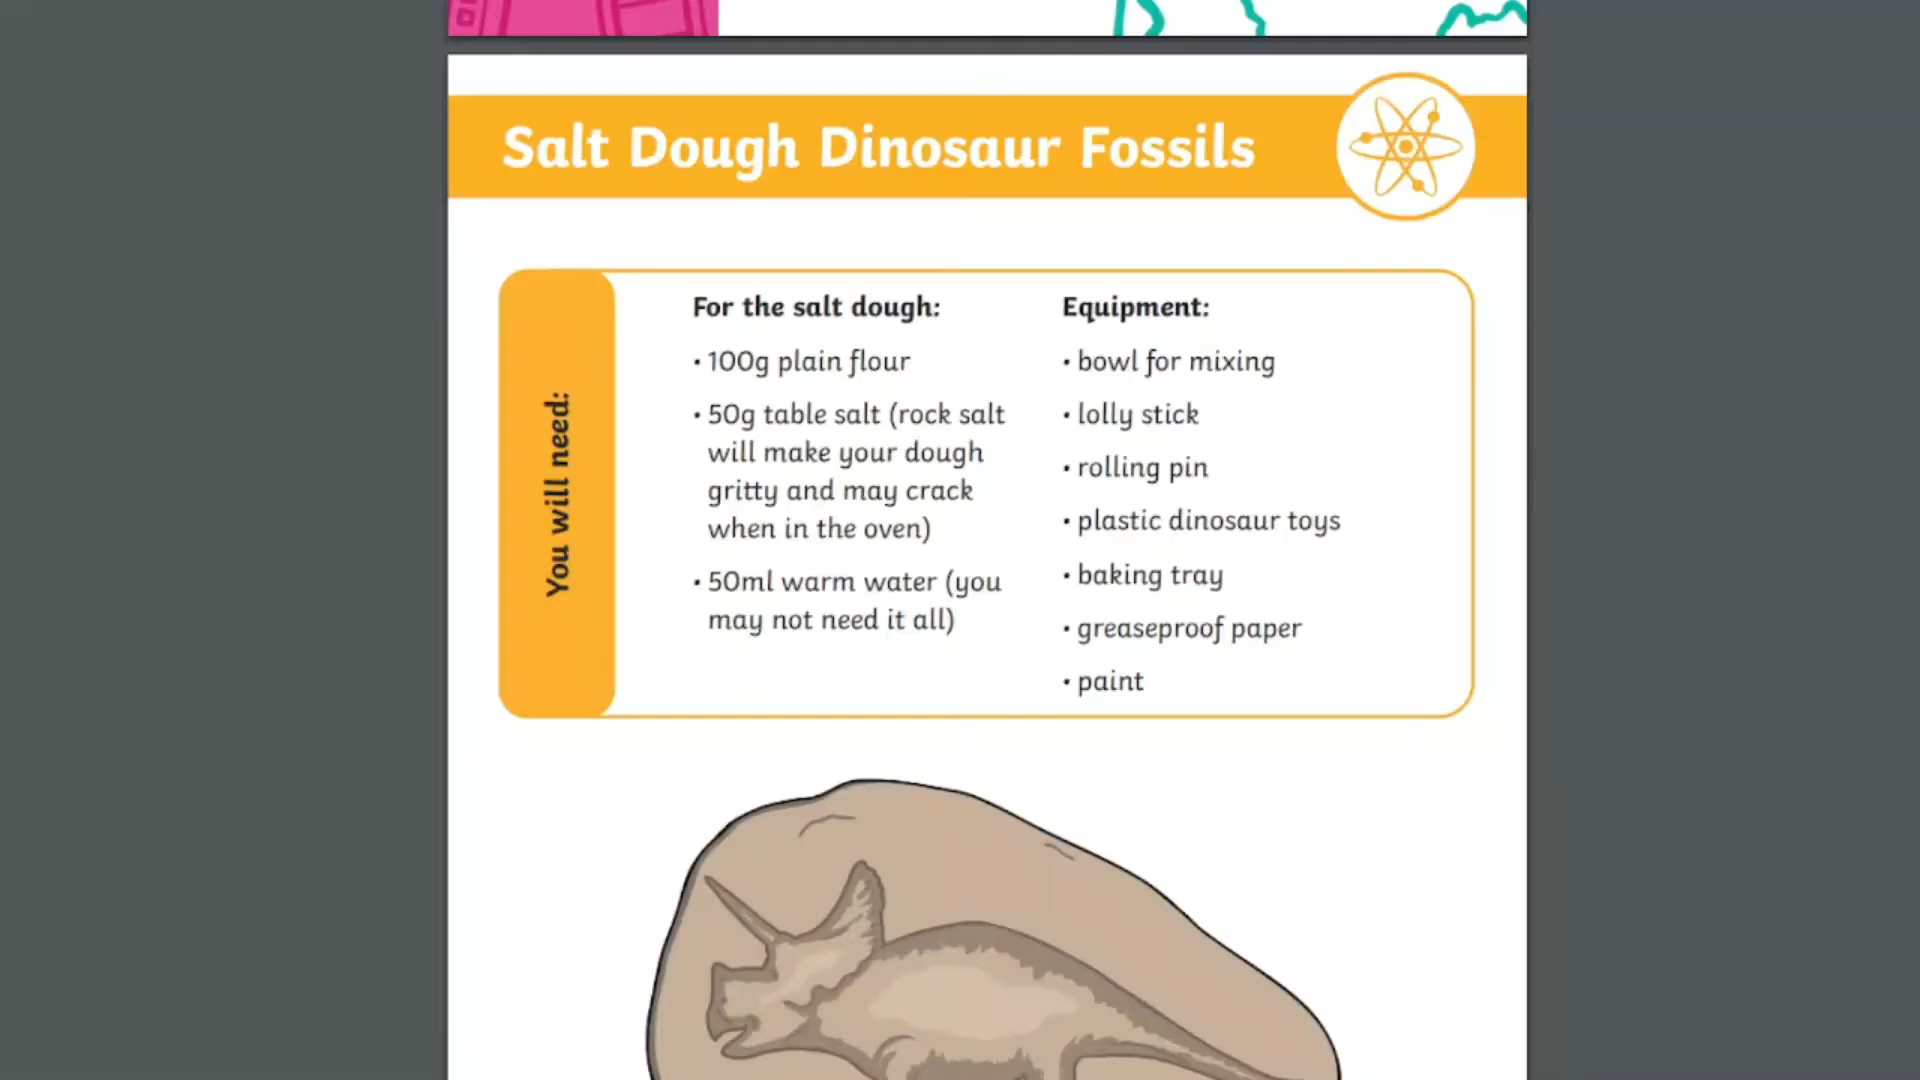 Salt Dough Dinosaur Fossils
You will need:
For the salt dough:
• 100g plain flour
• 50g table salt (rock salt
will make your dough
gritty and may crack
when in the oven)
• 50ml warm water (you
may not need it all)
Equipment:
• bowl for mixing
• lolly stick
• rolling pin
• plastic dinosaur toys
• baking tray
• greaseproof paper
• paint